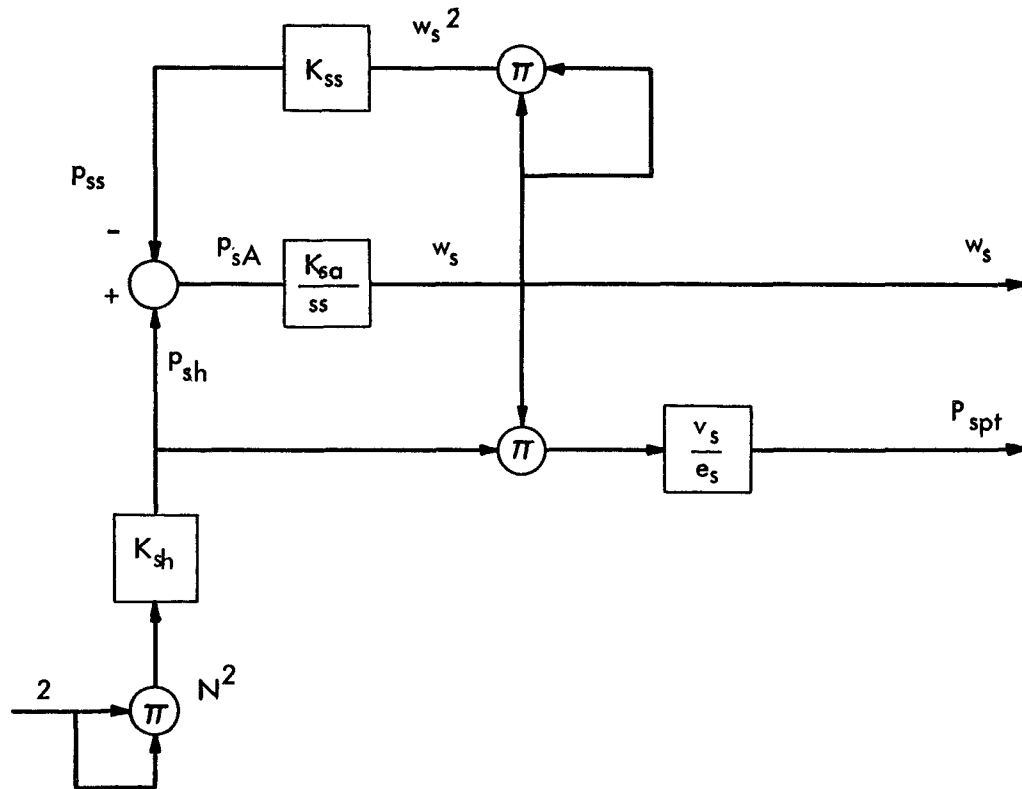 w_s^2
K_ss π
p_ss
-
p_sA K_sa/ss w_s w_s
+
p_sh
π v_s/e_s P_spt
K_sh
2 π N^2